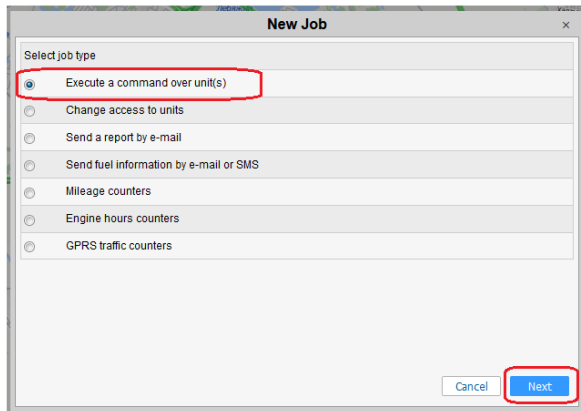 New Job
×
Select job type
Execute a command over unit(s)
Change access to units
Send a report by e-mail
Send fuel information by e-mail or SMS
Mileage counters
Engine hours counters
GPRS traffic counters
Cancel Next